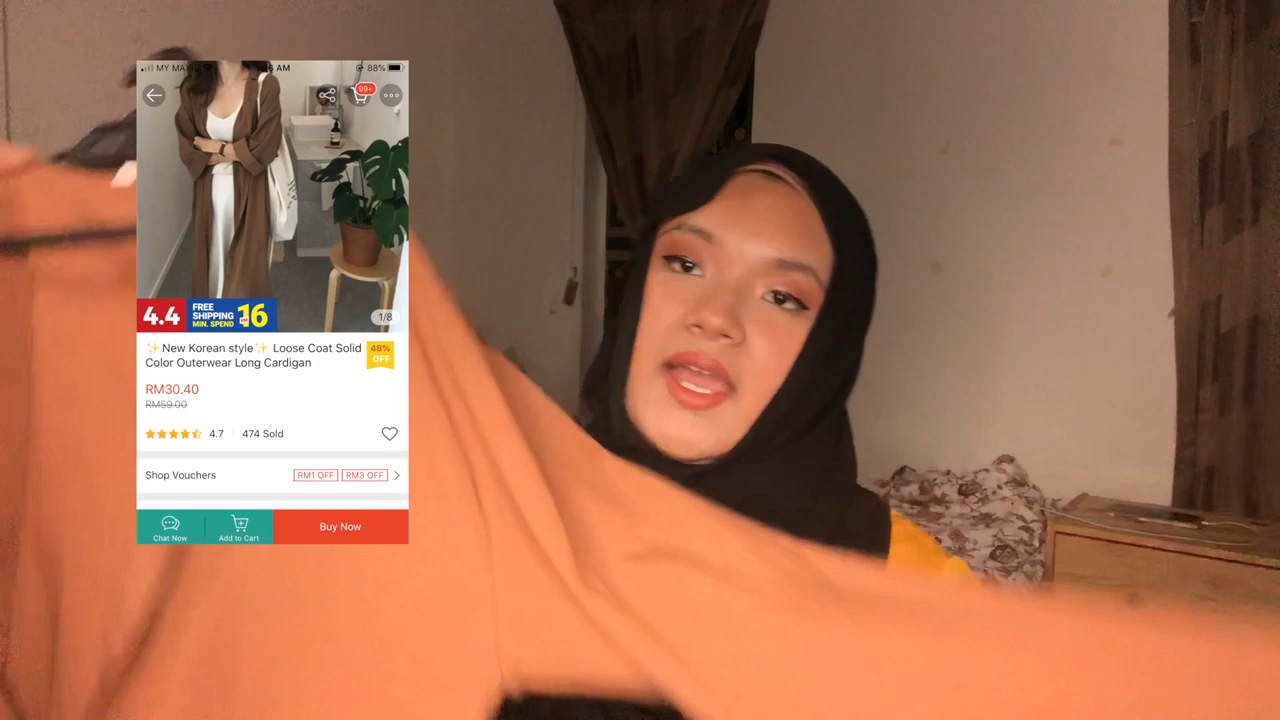 MY MAXIS
AM
88%
99+
4.4
FREE
SHIPPING
MIN. SPEND
RM
16
1/8
✨New Korean style✨ Loose Coat Solid
Color Outerwear Long Cardigan
48%
OFF
RM30.40
RM59.00
4.7
474 Sold
Shop Vouchers
RM1 OFF
RM3 OFF
Chat Now
Add to Cart
Buy Now